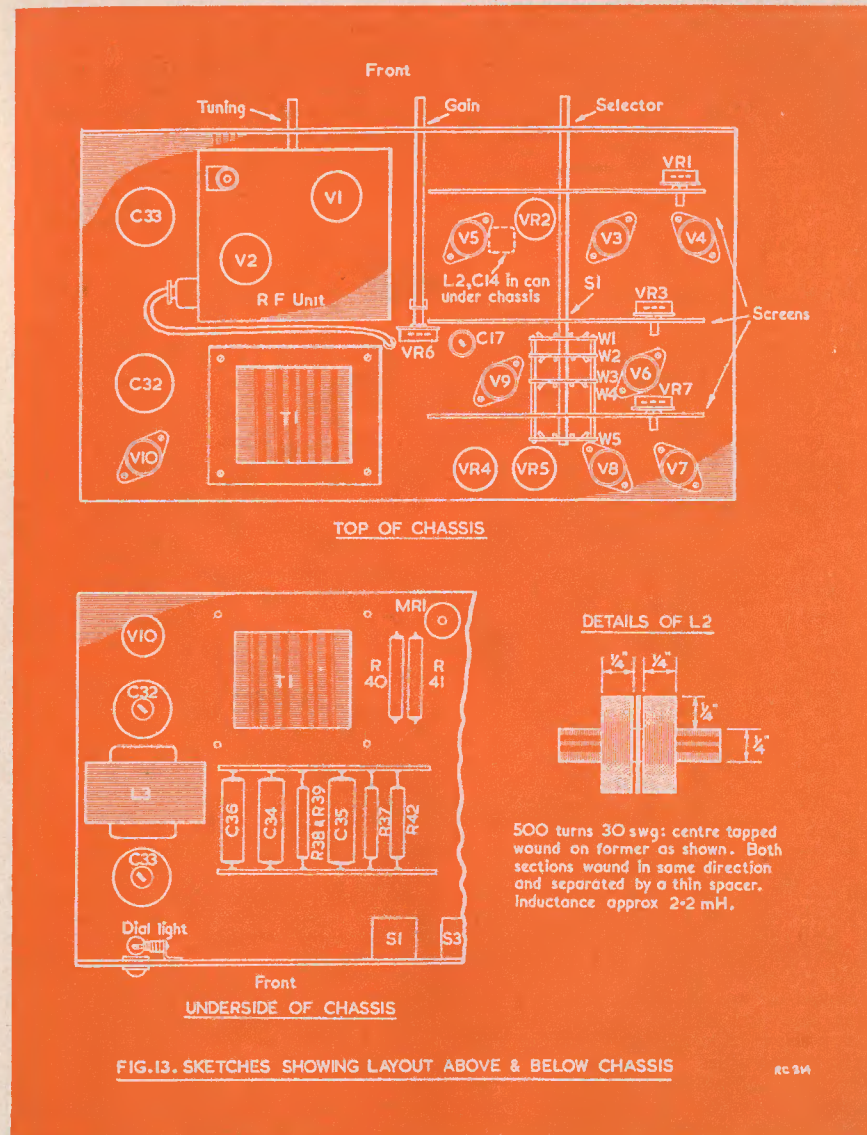 Front
Tuning
Gain
Selector
VR1
C33
V1
VR2
V5
V3
V4
V2
L2,C14 in can
under chassis
S1
R F Unit
VR3
Screens
VR6
C17
W1
W2
C32
V9
W3
V6
W4
VR7
T1
V10
W5
VR4
VR5
V8
V7
TOP OF CHASSIS
MR1
DETAILS OF L2
V10
1/4"
1/4"
T1
R
40
R
41
C32
1/4"
1/4"
L3
C36
C34
R38 & R39
C35
R37
R42
500 turns 30 swg: centre tapped
wound on former as shown. Both
sections wound in same direction
and separated by a thin spacer.
Inductance approx 2·2 mH.
C33
Dial light
S1
S3
Front
UNDERSIDE OF CHASSIS
FIG.13. SKETCHES SHOWING LAYOUT ABOVE & BELOW CHASSIS
RC 314